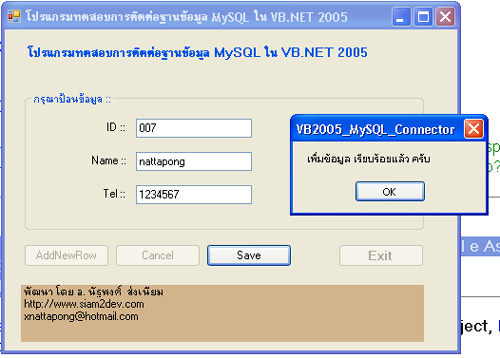 โปรแกรมทดสอบการติดต่อฐานข้อมูล MySQL ใน VB.NET 2005
โปรแกรมทดสอบการติดต่อฐานข้อมูล MySQL ใน VB.NET 2005
กรุณาป้อนข้อมูล ::
ID :: 007
Name :: nattapong
Tel :: 1234567
VB2005_MySQL_Connector
เพิ่มข้อมูล เรียบร้อยแล้ว ครับ
OK
AddNewRow Cancel Save Exit
พัฒนา โดย อ. นัฐพงศ์ ส่งเนียม
http://www.siam2dev.com
xnattapong@hotmail.com